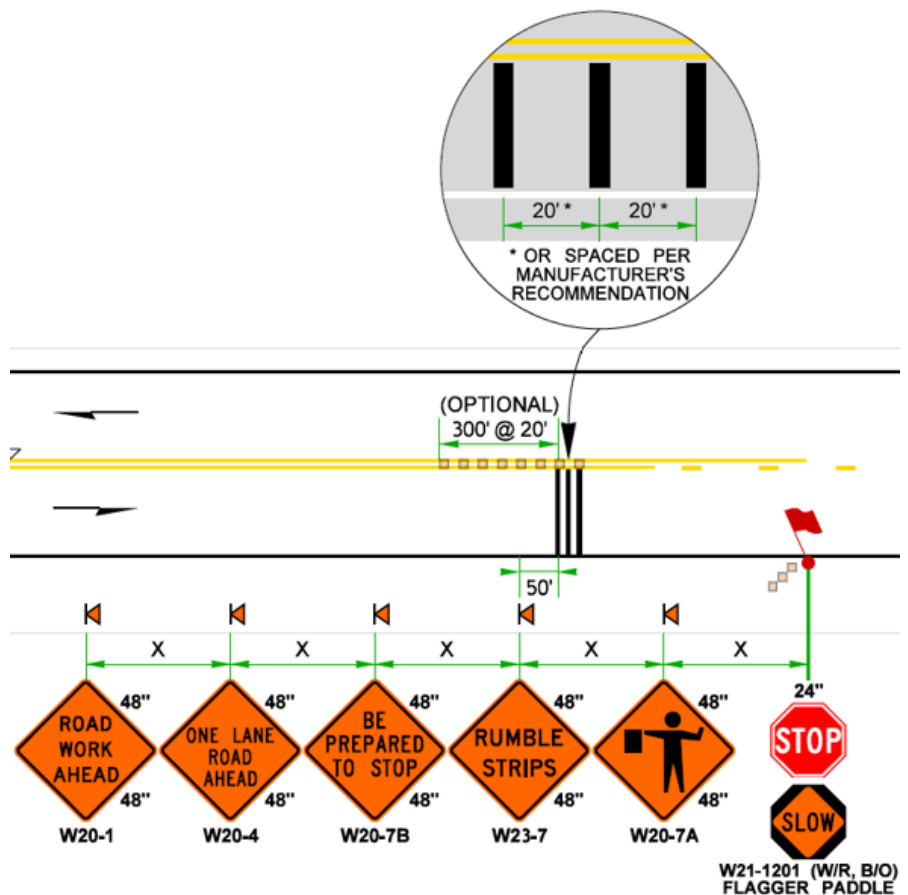 20' *
20' *
* OR SPACED PER
MANUFACTURER'S
RECOMMENDATION
(OPTIONAL)
300' @ 20'
50'
X
X
X
X
X
48"
48"
48"
48"
48"
24"
ROAD
WORK
AHEAD
ONE LANE
ROAD
AHEAD
BE
PREPARED
TO STOP
RUMBLE
STRIPS
STOP
SLOW
48"
48"
48"
48"
48"
W20-1
W20-4
W20-7B
W23-7
W20-7A
W21-1201 (W/R, B/O)
FLAGGER PADDLE